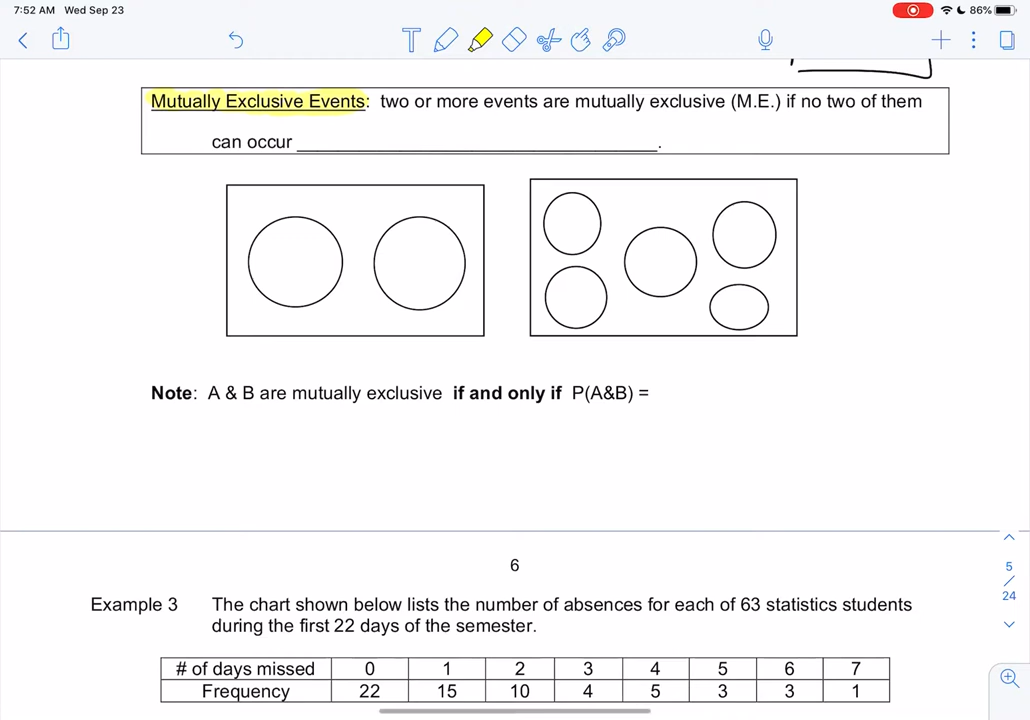 7:52 AM Wed Sep 23
86%
T
Mutually Exclusive Events: two or more events are mutually exclusive (M.E.) if no two of them
can occur ____________________________________.
Note: A & B are mutually exclusive if and only if P(A&B) =
5
/
24
6
Example 3 The chart shown below lists the number of absences for each of 63 statistics students
during the first 22 days of the semester.
# of days missed 0 1 2 3 4 5 6 7
Frequency 22 15 10 4 5 3 3 1